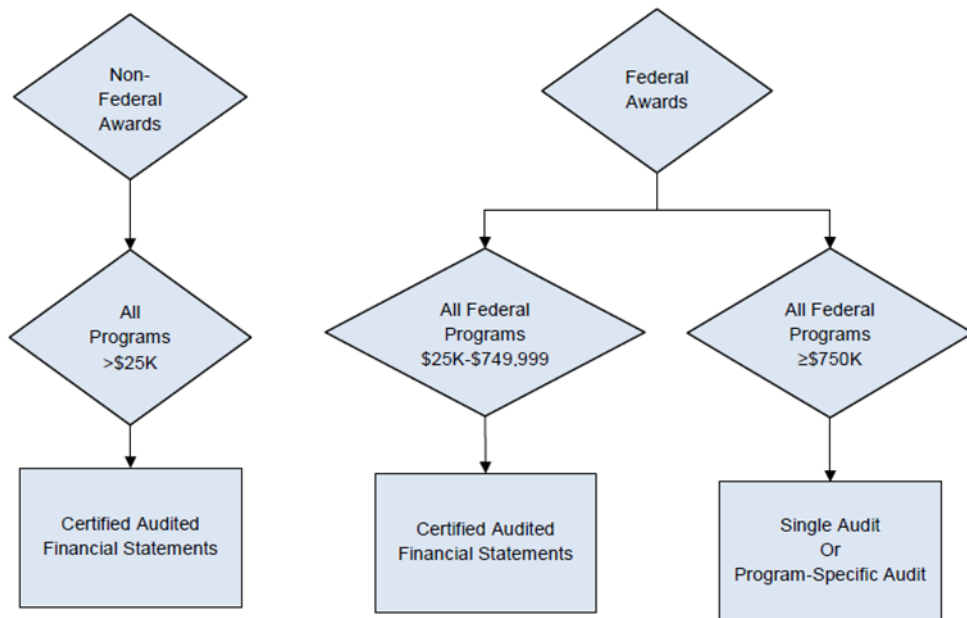 Non-
Federal
Awards
Federal
Awards
All
Programs
>$25K
All Federal
Programs
$25K-$749,999
All Federal
Programs
≥$750K
Certified Audited
Financial Statements
Certified Audited
Financial Statements
Single Audit
Or
Program-Specific Audit